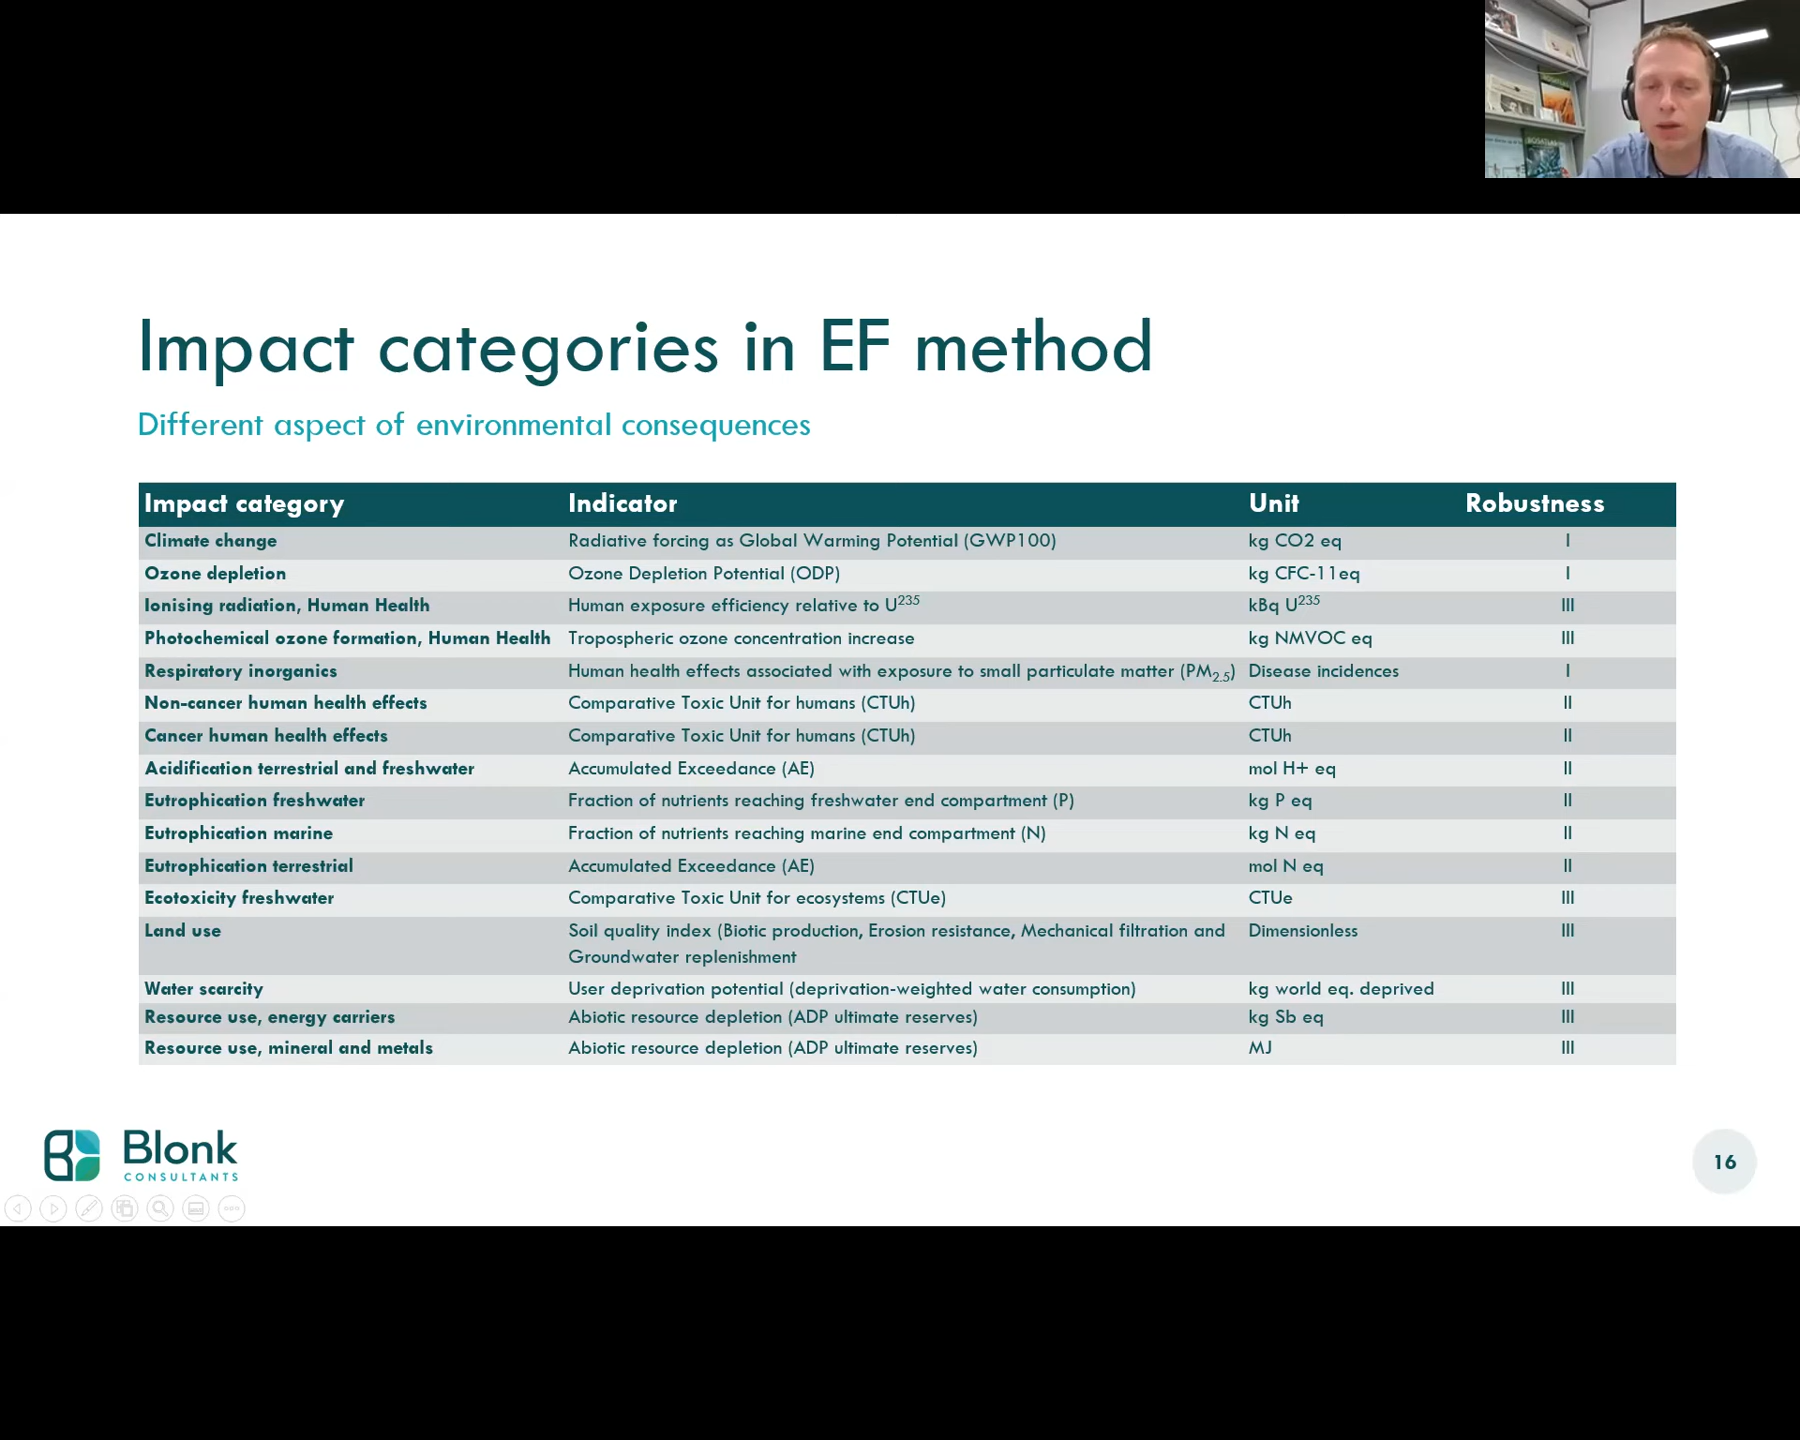 Impact categories in EF method
Different aspect of environmental consequences
Impact category Indicator Unit Robustness
Climate change Radiative forcing as Global Warming Potential (GWP100) kg CO2 eq I
Ozone depletion Ozone Depletion Potential (ODP) kg CFC-11eq I
Ionising radiation, Human Health Human exposure efficiency relative to U²³⁵ kBq U²³⁵ III
Photochemical ozone formation, Human Health Tropospheric ozone concentration increase kg NMVOC eq III
Respiratory inorganics Human health effects associated with exposure to small particulate matter (PM₂.₅) Disease incidences I
Non-cancer human health effects Comparative Toxic Unit for humans (CTUh) CTUh II
Cancer human health effects Comparative Toxic Unit for humans (CTUh) CTUh II
Acidification terrestrial and freshwater Accumulated Exceedance (AE) mol H+ eq II
Eutrophication freshwater Fraction of nutrients reaching freshwater end compartment (P) kg P eq II
Eutrophication marine Fraction of nutrients reaching marine end compartment (N) kg N eq II
Eutrophication terrestrial Accumulated Exceedance (AE) mol N eq II
Ecotoxicity freshwater Comparative Toxic Unit for ecosystems (CTUe) CTUe III
Land use Soil quality index (Biotic production, Erosion resistance, Mechanical filtration and Dimensionless III
Groundwater replenishment
Water scarcity User deprivation potential (deprivation-weighted water consumption) kg world eq. deprived III
Resource use, energy carriers Abiotic resource depletion (ADP ultimate reserves) kg Sb eq III
Resource use, mineral and metals Abiotic resource depletion (ADP ultimate reserves) MJ III
Blonk
CONSULTANTS
16